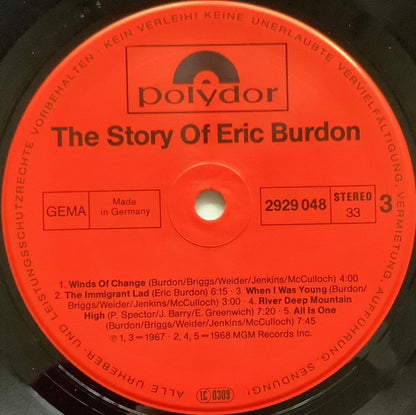 KEIN VERLEIH! KEINE UNERLAUBTE VERVIELFÄLTIGUNG, VERMIETUNG, AUFFÜHRUNG, SENDUNG!
ALLE URHEBER- UND LEISTUNGSSCHUTZRECHTE VORBEHALTEN ·
polydor
The Story Of Eric Burdon
GEMA
Made
in Germany
2929 048
STEREO
33
3
1. Winds Of Change (Burdon/Briggs/Weider/Jenkins/McCulloch) 4:00
2. The Immigrant Lad (Eric Burdon) 6:15 · 3. When I Was Young (Burdon/
Briggs/Weider/Jenkins/McCulloch) 3:00 · 4. River Deep Mountain
High (P. Spector/J. Barry/E. Greenwich) 7:20 · 5. All Is One
(Burdon/Briggs/Weider/Jenkins/McCulloch) 7:45
Ⓟ 1, 3=1967 · 2, 4, 5=1968 MGM Records Inc.
LC 0309